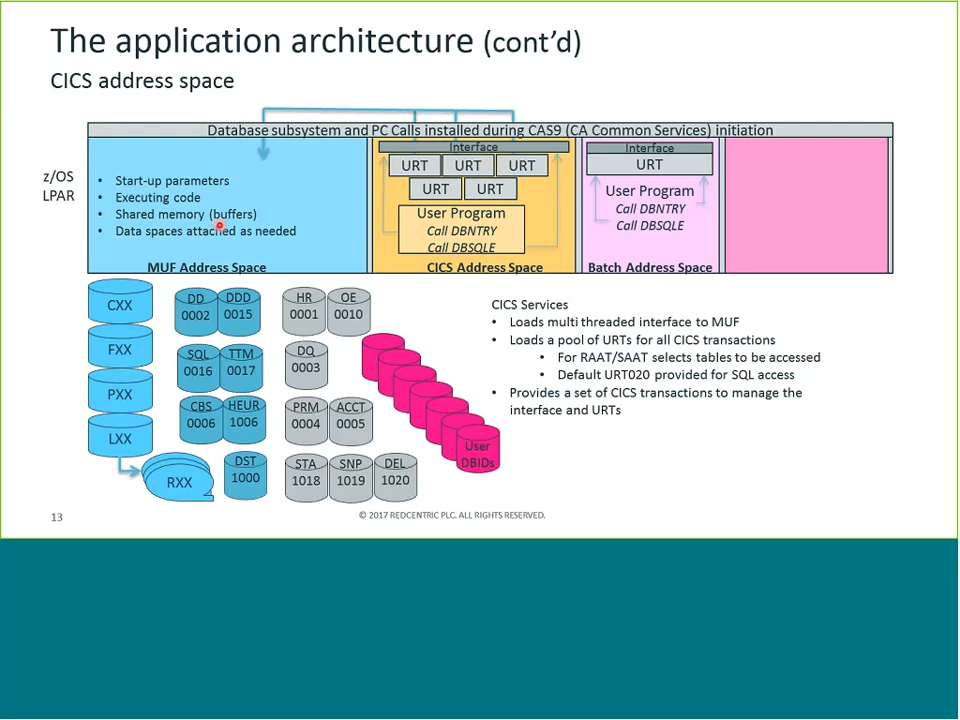 The application architecture (cont’d)
CICS address space
Database subsystem and PC Calls installed during CAS9 (CA Common Services) initiation
z/OS
LPAR
• Start-up parameters
• Executing code
• Shared memory (buffers)
• Data spaces attached as needed
MUF Address Space
Interface
URT URT URT
URT URT
User Program
Call DBNTRY
Call DBSQLE
CICS Address Space
Interface
URT
User Program
Call DBNTRY
Call DBSQLE
Batch Address Space
CXX
FXX
PXX
LXX
RXX
DD
0002
DDD
0015
SQL
0016
TTM
0017
CBS
0006
HEUR
1006
DST
1000
HR
0001
OE
0010
DQ
0003
PRM
0004
ACCT
0005
STA
1018
SNP
1019
DEL
1020
User
DBIDs
CICS Services
• Loads multi threaded interface to MUF
• Loads a pool of URTs for all CICS transactions
• For RAAT/SAAT selects tables to be accessed
• Default URT020 provided for SQL access
• Provides a set of CICS transactions to manage the
interface and URTs
13
© 2017 REDCENTRIC PLC. ALL RIGHTS RESERVED.